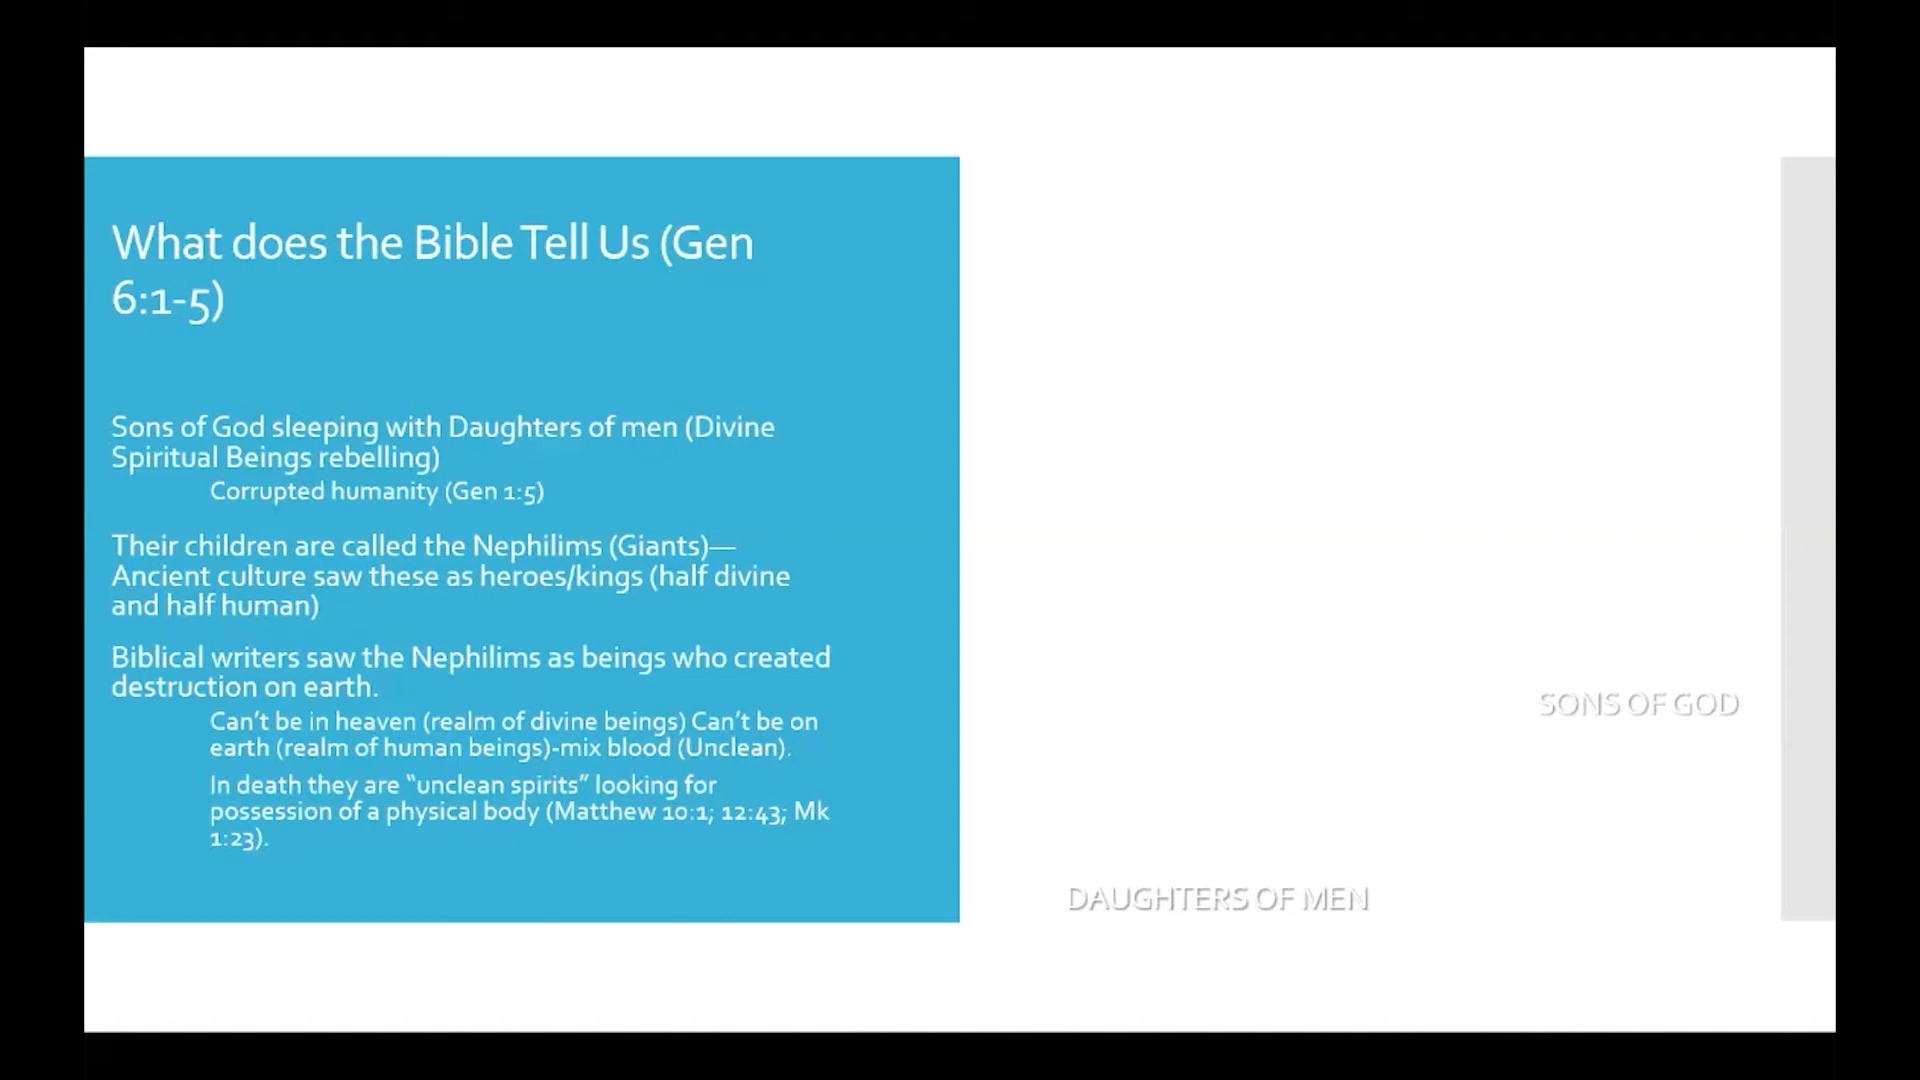 What does the Bible Tell Us (Gen
6:1-5)
Sons of God sleeping with Daughters of men (Divine
Spiritual Beings rebelling)
Corrupted humanity (Gen 1:5)
Their children are called the Nephilims (Giants)—
Ancient culture saw these as heroes/kings (half divine
and half human)
Biblical writers saw the Nephilims as beings who created
destruction on earth.
Can’t be in heaven (realm of divine beings) Can’t be on
earth (realm of human beings)-mix blood (Unclean).
In death they are “unclean spirits” looking for
possession of a physical body (Matthew 10:1; 12:43; Mk
1:23).
SONS OF GOD
DAUGHTERS OF MEN